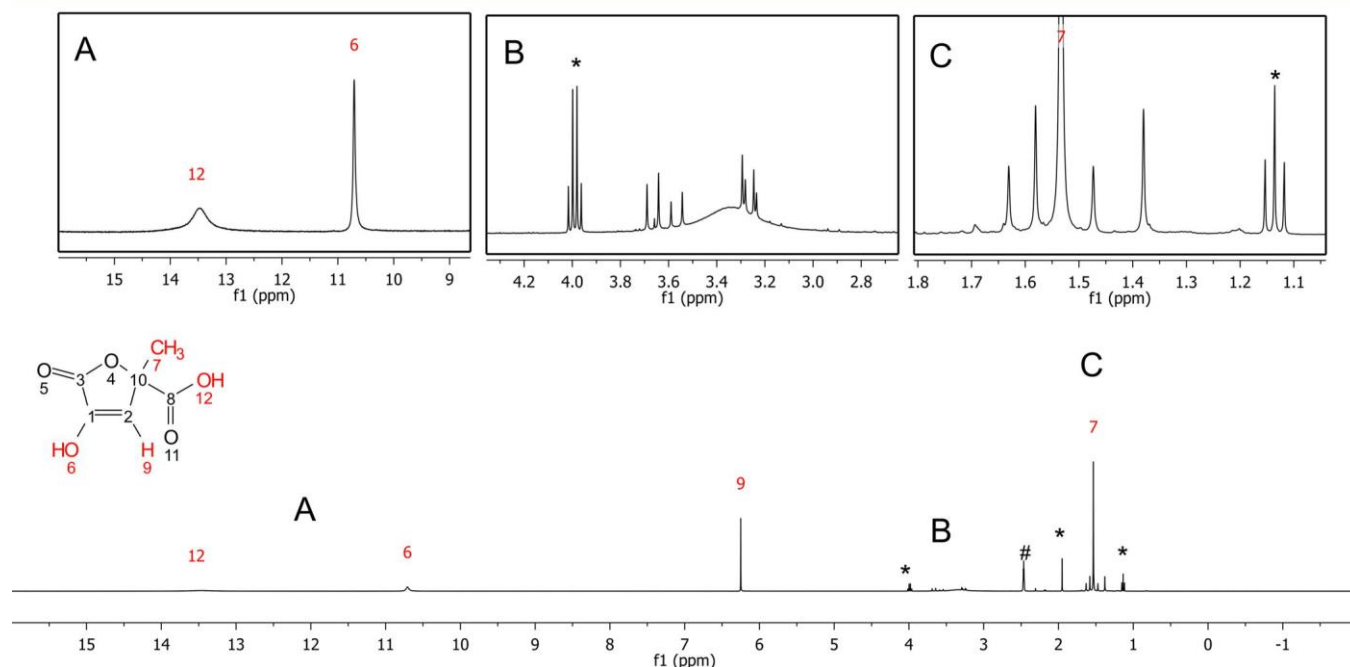 A
6
12
15 14 13 12 11 10 9
f1 (ppm)
B
*
4.2 4.0 3.8 3.6 3.4 3.2 3.0 2.8
f1 (ppm)
C
7
*
1.8 1.7 1.6 1.5 1.4 1.3 1.2 1.1
f1 (ppm)
CH3
7
O
O
4
3
10
5
OH
12
8
1
2
O
11
HO
6
H
9
A
12
6
9
B
*
#
*
C
7
*
15 14 13 12 11 10 9 8 7 6 5 4 3 2 1 0 -1
f1 (ppm)